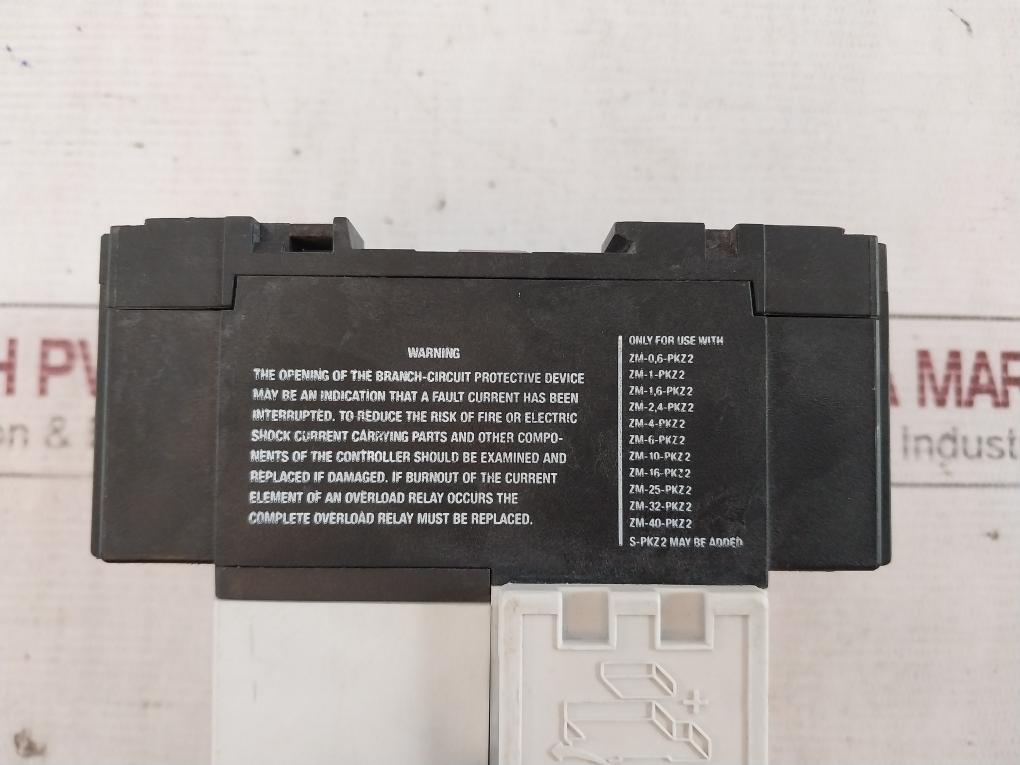 WARNING
THE OPENING OF THE BRANCH-CIRCUIT PROTECTIVE DEVICE
MAY BE AN INDICATION THAT A FAULT CURRENT HAS BEEN
INTERRUPTED. TO REDUCE THE RISK OF FIRE OR ELECTRIC
SHOCK CURRENT CARRYING PARTS AND OTHER COMPO-
NENTS OF THE CONTROLLER SHOULD BE EXAMINED AND
REPLACED IF DAMAGED. IF BURNOUT OF THE CURRENT
ELEMENT OF AN OVERLOAD RELAY OCCURS THE
COMPLETE OVERLOAD RELAY MUST BE REPLACED.
ONLY FOR USE WITH
ZM-0,6-PKZ2
ZM-1-PKZ2
ZM-1,6-PKZ2
ZM-2,4-PKZ2
ZM-4-PKZ2
ZM-6-PKZ2
ZM-10-PKZ2
ZM-16-PKZ2
ZM-25-PKZ2
ZM-32-PKZ2
ZM-40-PKZ2
S-PKZ2 MAY BE ADDED
H PV
A MAR
on &
Indust